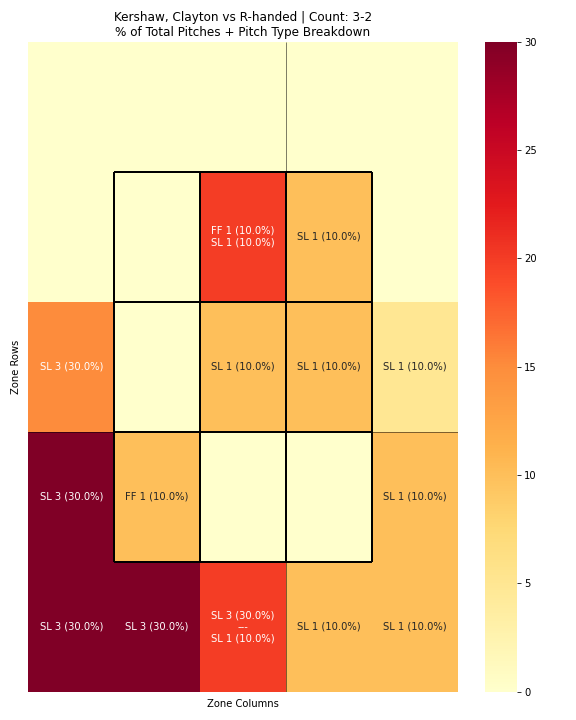 Kershaw, Clayton vs R-handed | Count: 3-2
% of Total Pitches + Pitch Type Breakdown
30
25
20
15
10
5
0
FF 1 (10.0%)
SL 1 (10.0%)
SL 1 (10.0%)
SL 3 (30.0%)
SL 1 (10.0%)
SL 1 (10.0%)
SL 1 (10.0%)
SL 3 (30.0%)
FF 1 (10.0%)
SL 1 (10.0%)
SL 3 (30.0%)
SL 3 (30.0%)
SL 3 (30.0%)
---
SL 1 (10.0%)
SL 1 (10.0%)
SL 1 (10.0%)
Zone Rows
Zone Columns